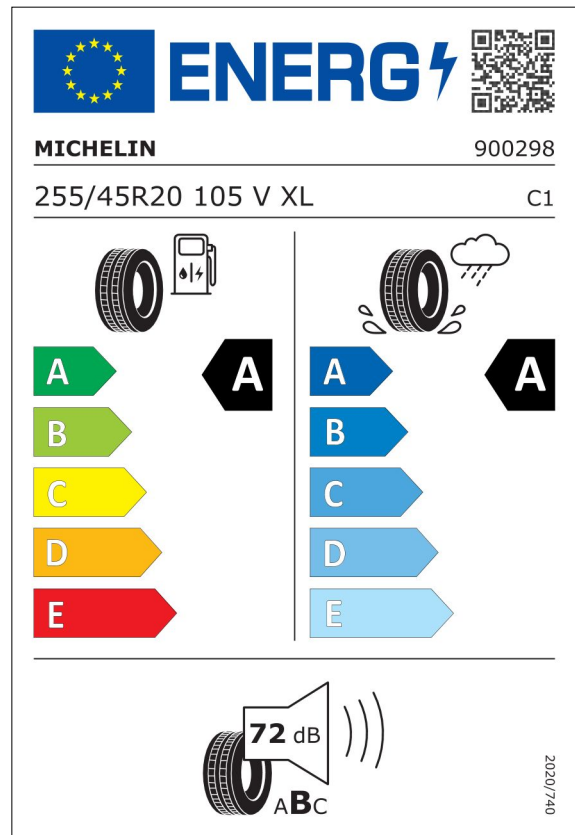 ENERG
MICHELIN 900298
255/45R20 105 V XL C1
A A A A
B B
C C
D D
E E
72 dB
ABC
2020/740